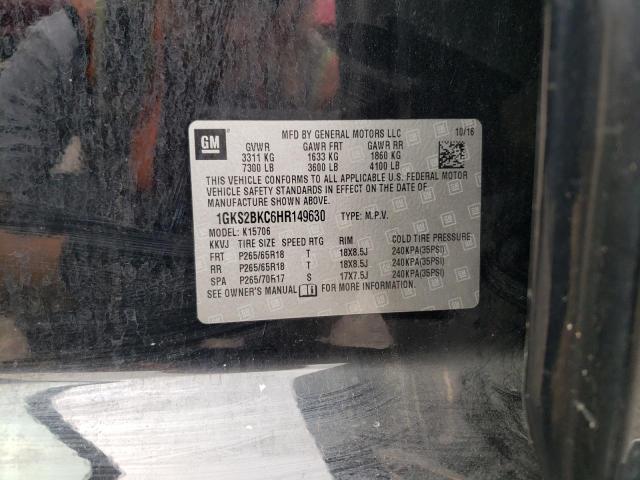 GM
MFD BY GENERAL MOTORS LLC 10/16
GVWR GAWR FRT GAWR RR
3311 KG 1633 KG 1860 KG
7300 LB 3600 LB 4100 LB
THIS VEHICLE CONFORMS TO ALL APPLICABLE U.S. FEDERAL MOTOR
VEHICLE SAFETY STANDARDS IN EFFECT ON THE DATE OF
MANUFACTURE SHOWN ABOVE.
1GKS2BKC6HR149630 TYPE: M.P.V.
MODEL: K15706
KKVJ TIRE SIZE SPEED RTG RIM COLD TIRE PRESSURE
FRT P265/65R18 T 18X8.5J 240KPA(35PSI)
RR P265/65R18 T 18X8.5J 240KPA(35PSI)
SPA P265/70R17 S 17X7.5J 240KPA(35PSI)
SEE OWNER'S MANUAL FOR MORE INFORMATION.